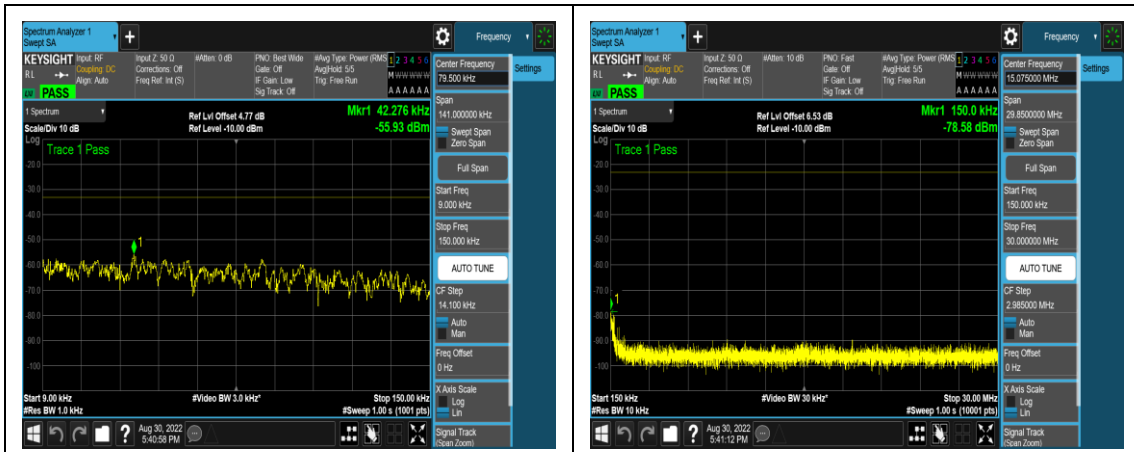 Spectrum Analyzer 1
Swept SA
+
Frequency
KEYSIGHT
RL
Input: RF
Coupling: DC
Align: Auto
Input Z: 50 Ω
Corrections: Off
Freq Ref: Int (S)
#Atten: 0 dB
PNO: Best Wide
Gate: Off
IF Gain: Low
Sig Track: Off
#Avg Type: Power (RMS)
Avg|Hold: 5/5
Trig: Free Run
1 2 3 4 5 6
M W W W W W
A A A A A A
PASS
1 Spectrum
Scale/Div 10 dB
Log
Ref Lvl Offset 4.77 dB
Ref Level -10.00 dBm
Mkr1 42.276 kHz
-55.93 dBm
Trace 1 Pass
-20.0
-30.0
-40.0
-50.0
-60.0
-70.0
-80.0
-90.0
-100
1
Start 9.00 kHz
#Res BW 1.0 kHz
#Video BW 3.0 kHz*
Stop 150.00 kHz
#Sweep 1.00 s (1001 pts)
Aug 30, 2022
5:40:58 PM
?
Center Frequency
79.500 kHz
Settings
Span
141.000000 kHz
Swept Span
Zero Span
Full Span
Start Freq
9.000 kHz
Stop Freq
150.000 kHz
AUTO TUNE
CF Step
14.100 kHz
Auto
Man
Freq Offset
0 Hz
X Axis Scale
Log
Lin
Signal Track
(Span Zoom)
Spectrum Analyzer 1
Swept SA
+
Frequency
KEYSIGHT
RL
Input: RF
Coupling: DC
Align: Auto
Input Z: 50 Ω
Corrections: Off
Freq Ref: Int (S)
#Atten: 10 dB
PNO: Fast
Gate: Off
IF Gain: Low
Sig Track: Off
#Avg Type: Power (RMS)
Avg|Hold: 5/5
Trig: Free Run
1 2 3 4 5 6
M W W W W W
A A A A A A
PASS
1 Spectrum
Scale/Div 10 dB
Log
Ref Lvl Offset 6.53 dB
Ref Level -10.00 dBm
Mkr1 150.0 kHz
-78.58 dBm
Trace 1 Pass
-20.0
-30.0
-40.0
-50.0
-60.0
-70.0
-80.0
-90.0
-100
1
Start 150 kHz
#Res BW 10 kHz
#Video BW 30 kHz*
Stop 30.00 MHz
#Sweep 1.00 s (10001 pts)
Aug 30, 2022
5:41:12 PM
?
Center Frequency
15.075000 MHz
Settings
Span
29.8500000 MHz
Swept Span
Zero Span
Full Span
Start Freq
150.000 kHz
Stop Freq
30.000000 MHz
AUTO TUNE
CF Step
2.985000 MHz
Auto
Man
Freq Offset
0 Hz
X Axis Scale
Log
Lin
Signal Track
(Span Zoom)